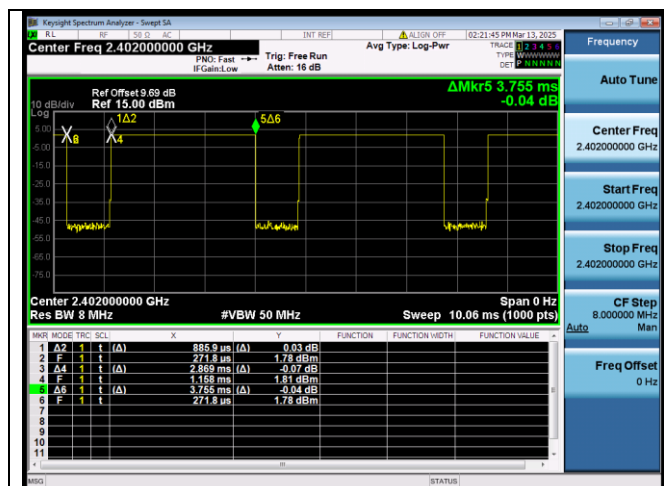 Keysight Spectrum Analyzer - Swept SA
RL RF 50 Ω AC INT REF ALIGN OFF 02:21:45 PM Mar 13, 2025
Center Freq 2.402000000 GHz Avg Type: Log-Pwr TRACE 1 2 3 4 5 6
PNO: Fast Trig: Free Run TYPE WWWWWW
IFGain:Low Atten: 16 dB DET P NNNNN
Frequency
Auto Tune
ΔMkr5 3.755 ms
-0.04 dB
Ref Offset 9.69 dB
10 dB/div Ref 15.00 dBm
Log
1Δ2 5Δ6
5.00
X4
-5.00
-15.0
-25.0
-35.0
-45.0
-55.0
-65.0
-75.0
Center Freq
2.402000000 GHz
Start Freq
2.402000000 GHz
Stop Freq
2.402000000 GHz
CF Step
8.000000 MHz
Auto Man
Freq Offset
0 Hz
Center 2.402000000 GHz Span 0 Hz
Res BW 8 MHz #VBW 50 MHz Sweep 10.06 ms (1000 pts)
MKR MODE TRC SCL X Y FUNCTION FUNCTION WIDTH FUNCTION VALUE
1 Δ2 1 t (Δ) 885.9 µs (Δ) 0.03 dB
2 F 1 t 271.8 µs 1.78 dBm
3 Δ4 1 t (Δ) 2.869 ms (Δ) -0.07 dB
4 F 1 t 1.158 ms 1.81 dBm
5 Δ6 1 t (Δ) 3.755 ms (Δ) -0.04 dB
6 F 1 t 271.8 µs 1.78 dBm
7
8
9
10
11
MSG STATUS